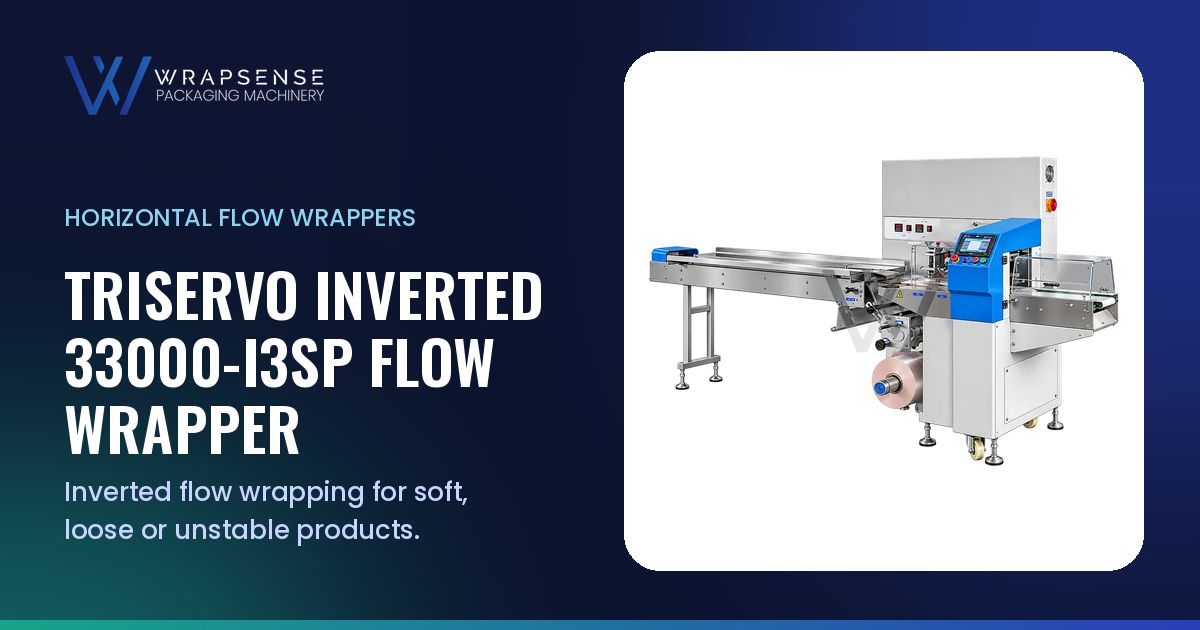 WRAPSENSE
PACKAGING MACHINERY
HORIZONTAL FLOW WRAPPERS
TRISERVO INVERTED
33000-I3SP FLOW
WRAPPER
Inverted flow wrapping for soft,
loose or unstable products.